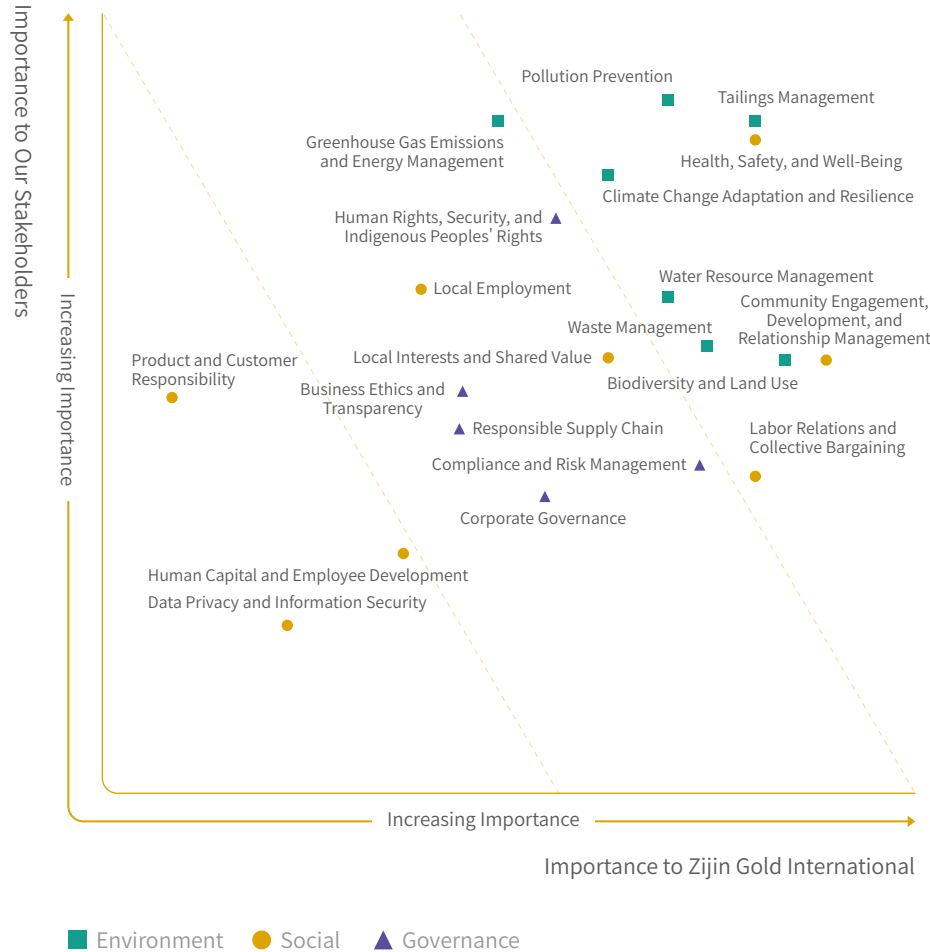 Importance to Our Stakeholders
Increasing Importance
Pollution Prevention
Tailings Management
Greenhouse Gas Emissions
and Energy Management
Health, Safety, and Well-Being
Climate Change Adaptation and Resilience
Human Rights, Security, and
Indigenous Peoples' Rights
Local Employment
Water Resource Management
Community Engagement,
Development, and
Relationship Management
Waste Management
Local Interests and Shared Value
Product and Customer
Responsibility
Biodiversity and Land Use
Business Ethics and
Transparency
Responsible Supply Chain
Labor Relations and
Collective Bargaining
Compliance and Risk Management
Corporate Governance
Human Capital and Employee Development
Data Privacy and Information Security
Increasing Importance
Importance to Zijin Gold International
Environment
Social
Governance